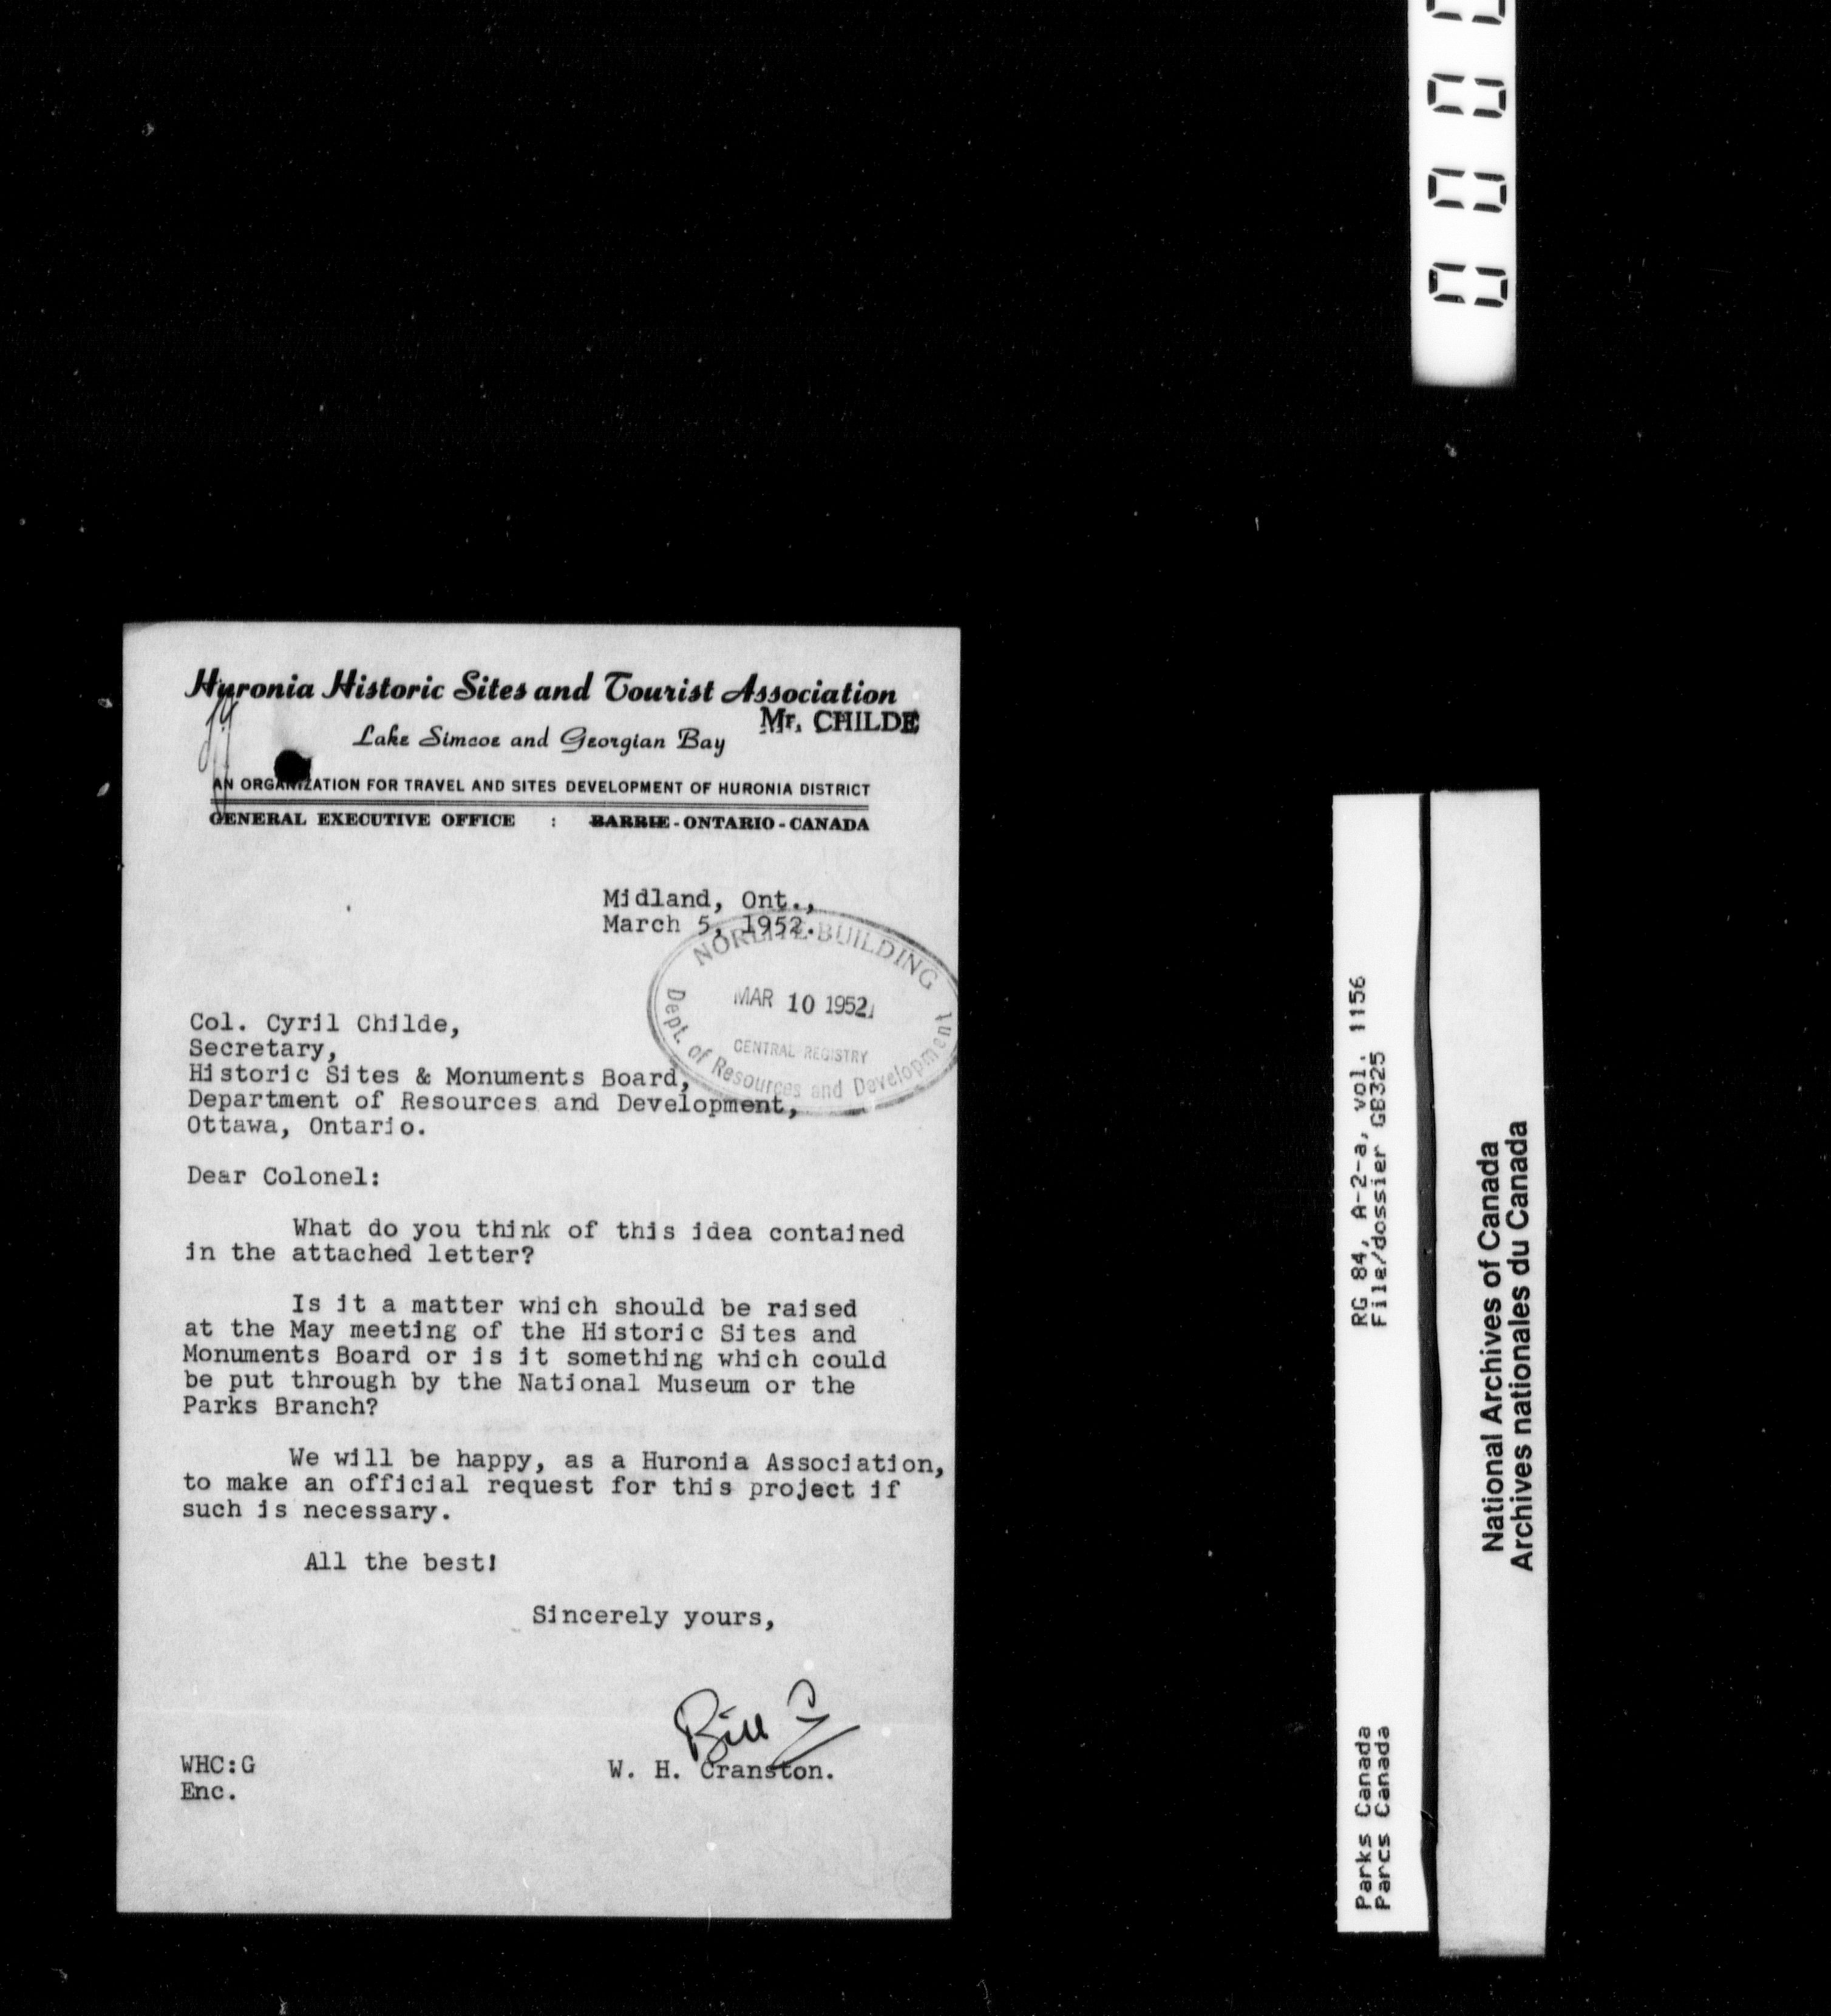 Huronia Historic Sites and Tourist Association
Mr. CHILDE
Lake Simcoe and Georgian Bay
AN ORGANIZATION FOR TRAVEL AND SITES DEVELOPMENT OF HURONIA DISTRICT
GENERAL EXECUTIVE OFFICE : BARRIE - ONTARIO - CANADA
Midland, Ont.,
March 5, 1952.
NORLITE BUILDING
MAR 10 1952
CENTRAL REGISTRY
Dept. of Resources and Development
Col. Cyril Childe,
Secretary,
Historic Sites & Monuments Board,
Department of Resources and Development,
Ottawa, Ontario.
Dear Colonel:
What do you think of this idea contained
in the attached letter?
Is it a matter which should be raised
at the May meeting of the Historic Sites and
Monuments Board or is it something which could
be put through by the National Museum or the
Parks Branch?
We will be happy, as a Huronia Association,
to make an official request for this project if
such is necessary.
All the best!
Sincerely yours,
Bill C
W. H. Cranston.
WHC:G
Enc.
0000
RG 84, A-2-a, vol. 1156
File/dossier GB325
Parks Canada
Parcs Canada
National Archives of Canada
Archives nationales du Canada